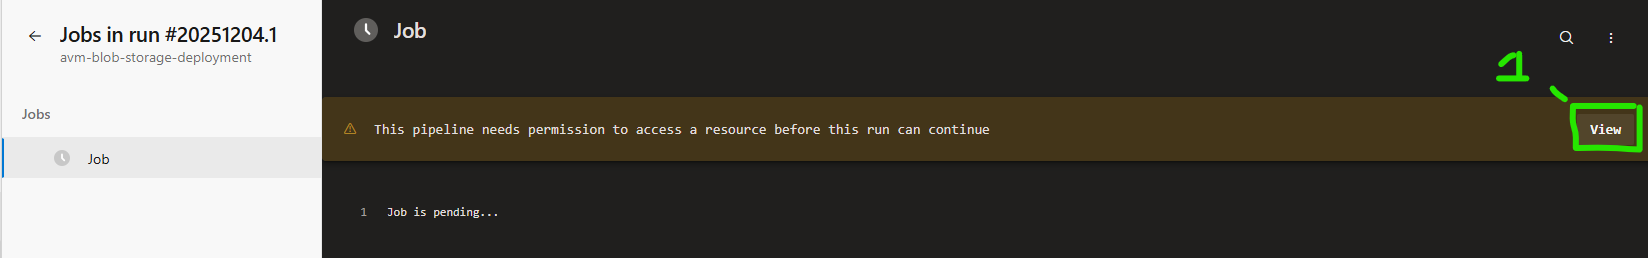 Jobs in run #20251204.1
avm-blob-storage-deployment
Jobs
Job
Job
1
This pipeline needs permission to access a resource before this run can continue
View
1 Job is pending...